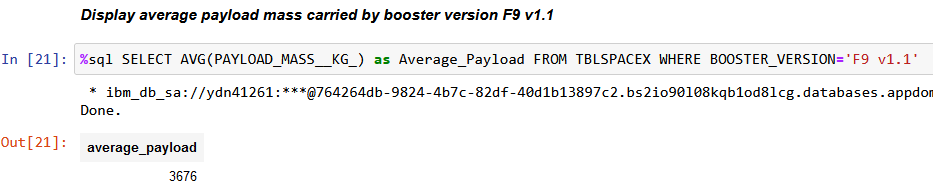 Display average payload mass carried by booster version F9 v1.1
In [21]: %sql SELECT AVG(PAYLOAD_MASS__KG_) as Average_Payload FROM TBLSPACEX WHERE BOOSTER_VERSION='F9 v1.1'
* ibm_db_sa://ydn41261:***@764264db-9824-4b7c-82df-40d1b13897c2.bs2io90l08kqb1od8lcg.databases.appdon
Done.
Out[21]:
average_payload
3676